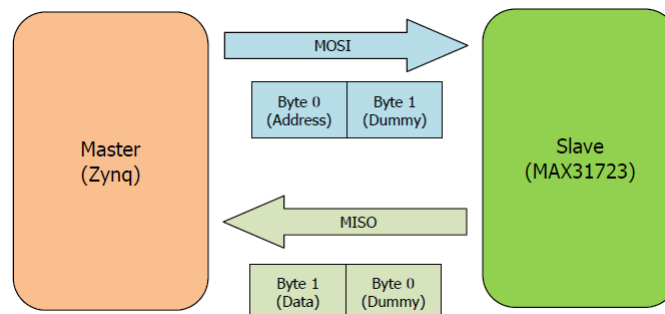 Master
(Zynq)
MOSI
Byte 0
(Address)
Byte 1
(Dummy)
MISO
Byte 1
(Data)
Byte 0
(Dummy)
Slave
(MAX31723)